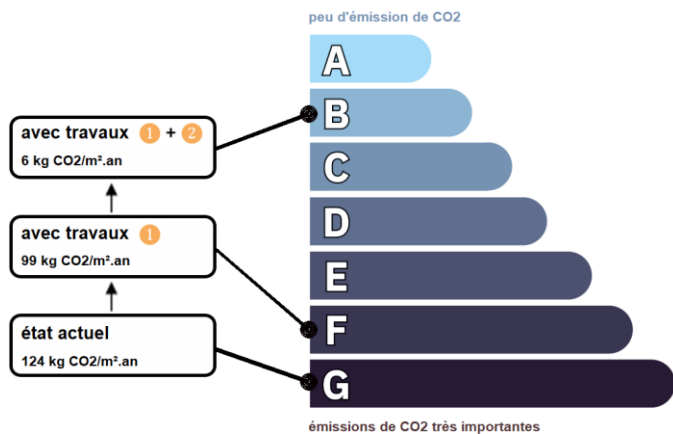 peu d'émission de CO2
A
B
C
D
E
F
G
émissions de CO2 très importantes
avec travaux 1 + 2
6 kg CO2/m².an
avec travaux 1
99 kg CO2/m².an
état actuel
124 kg CO2/m².an